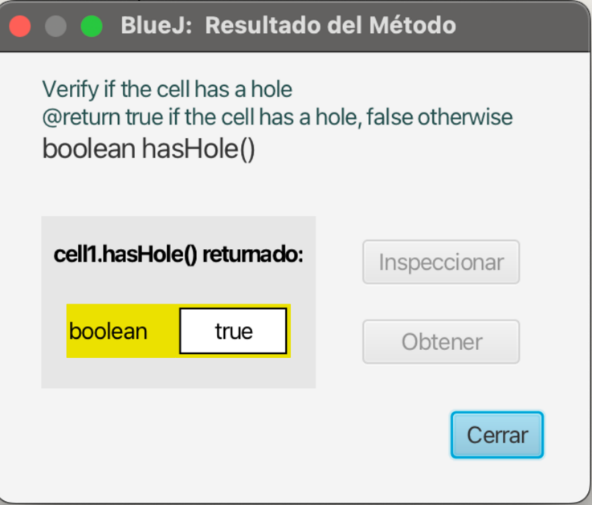 BlueJ: Resultado del Método
Verify if the cell has a hole
@return true if the cell has a hole, false otherwise
boolean hasHole()
cell1.hasHole() returnado:
boolean true
Inspeccionar
Obtener
Cerrar